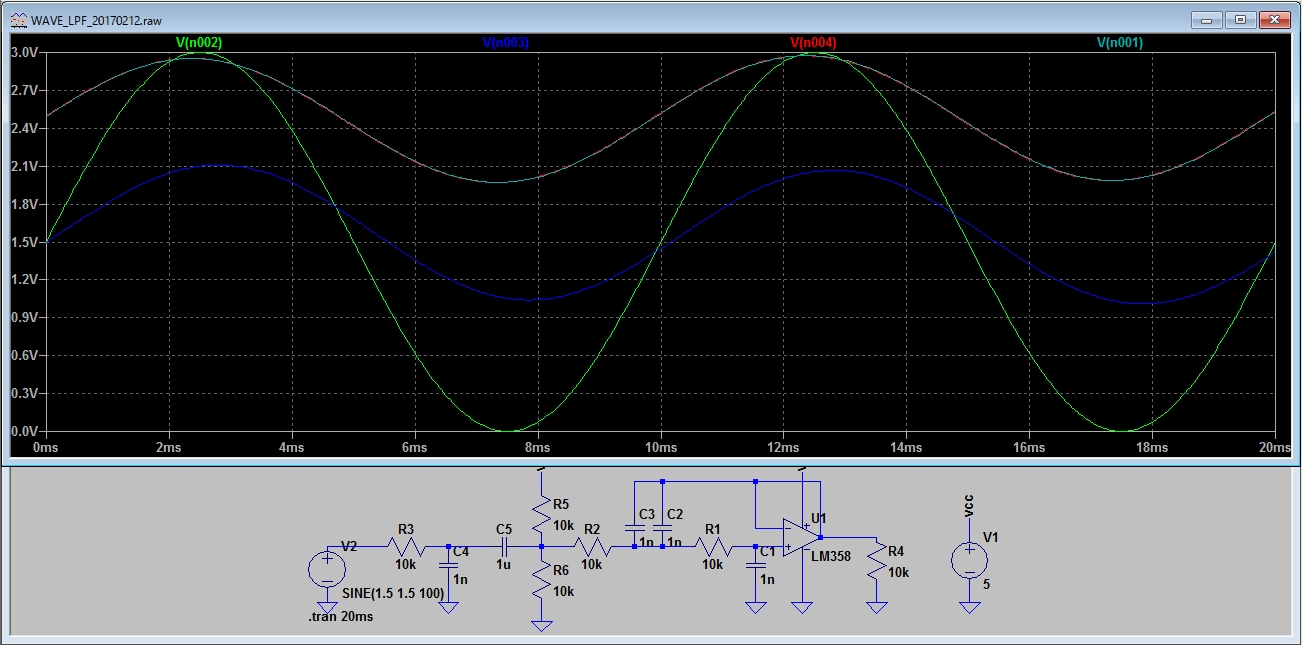 WAVE_LPF_20170212.raw
V(n002) V(n003) V(n004) V(n001)
3.0V
2.7V
2.4V
2.1V
1.8V
1.5V
1.2V
0.9V
0.6V
0.3V
0.0V
0ms 2ms 4ms 6ms 8ms 10ms 12ms 14ms 16ms 18ms 20ms
R5
10k
C3
1n
C2
1n
U1
LM358
vcc
V1
5
V2
SINE(1.5 1.5 100)
R3
10k
C4
1n
C5
1u
R2
10k
R1
10k
C1
1n
R4
10k
R6
10k
.tran 20ms